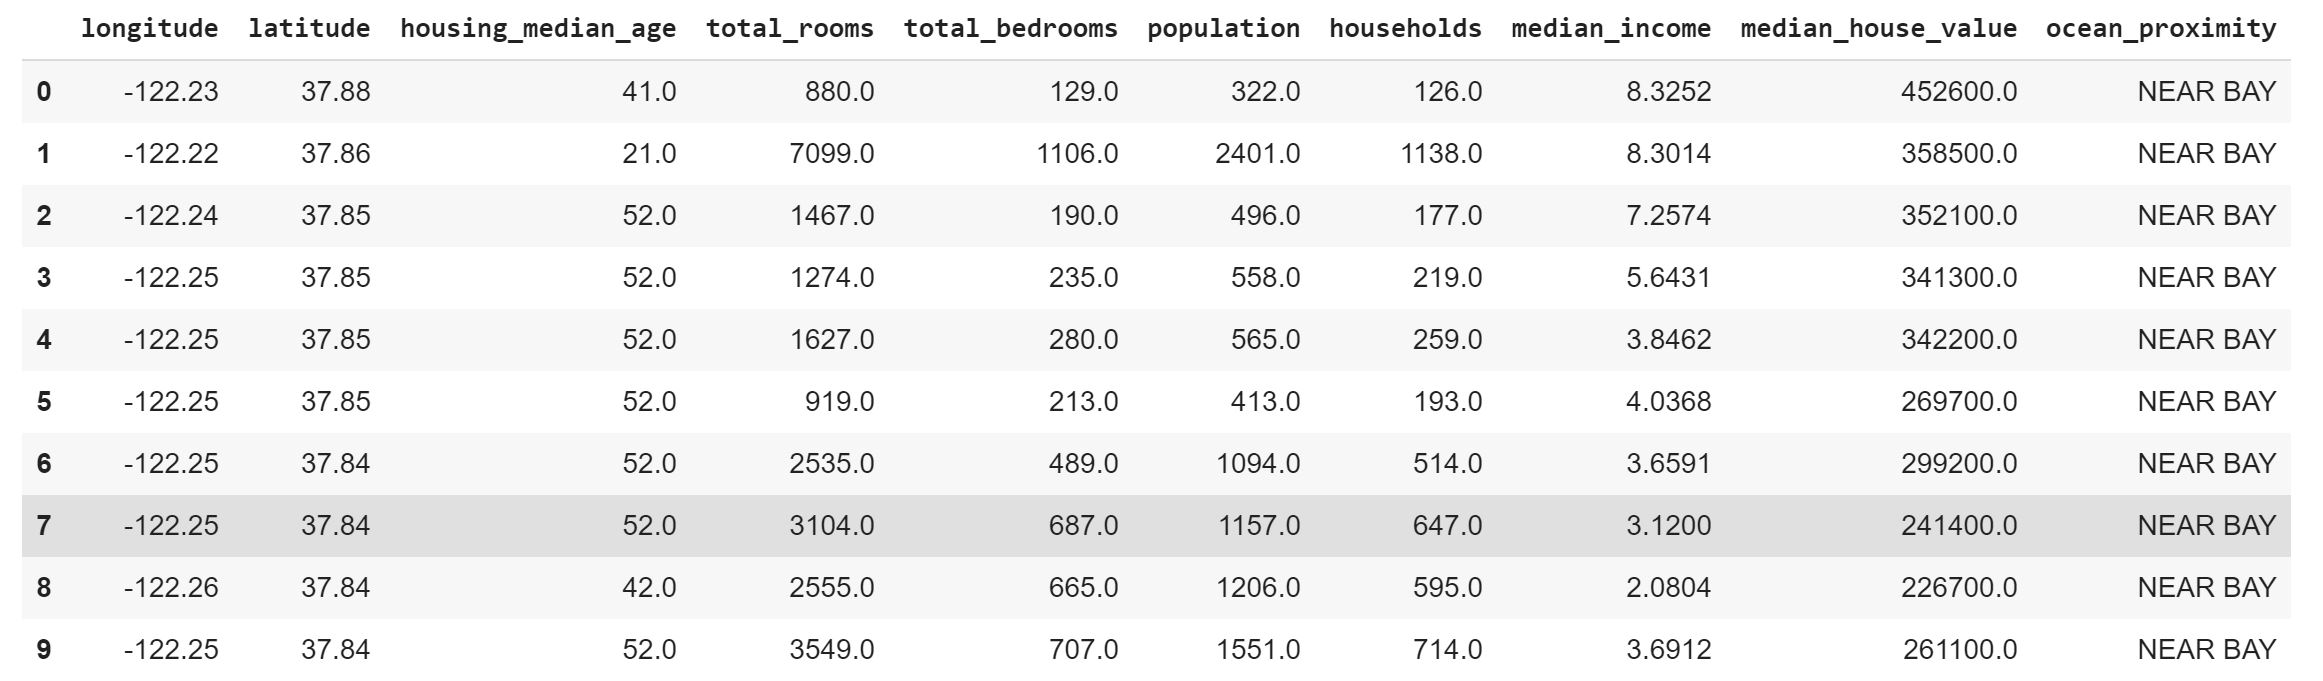 longitude latitude housing_median_age total_rooms total_bedrooms population households median_income median_house_value ocean_proximity
0 -122.23 37.88 41.0 880.0 129.0 322.0 126.0 8.3252 452600.0 NEAR BAY
1 -122.22 37.86 21.0 7099.0 1106.0 2401.0 1138.0 8.3014 358500.0 NEAR BAY
2 -122.24 37.85 52.0 1467.0 190.0 496.0 177.0 7.2574 352100.0 NEAR BAY
3 -122.25 37.85 52.0 1274.0 235.0 558.0 219.0 5.6431 341300.0 NEAR BAY
4 -122.25 37.85 52.0 1627.0 280.0 565.0 259.0 3.8462 342200.0 NEAR BAY
5 -122.25 37.85 52.0 919.0 213.0 413.0 193.0 4.0368 269700.0 NEAR BAY
6 -122.25 37.84 52.0 2535.0 489.0 1094.0 514.0 3.6591 299200.0 NEAR BAY
7 -122.25 37.84 52.0 3104.0 687.0 1157.0 647.0 3.1200 241400.0 NEAR BAY
8 -122.26 37.84 42.0 2555.0 665.0 1206.0 595.0 2.0804 226700.0 NEAR BAY
9 -122.25 37.84 52.0 3549.0 707.0 1551.0 714.0 3.6912 261100.0 NEAR BAY